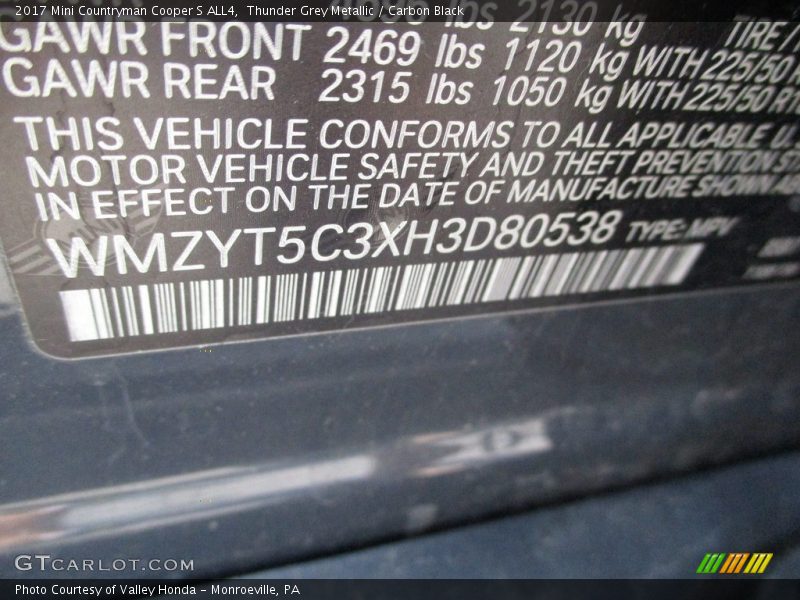 2017 Mini Countryman Cooper S ALL4, Thunder Grey Metallic / Carbon Black
lbs 2130 kg
GAWR FRONT 2469 lbs 1120 kg WITH 225/50
GAWR REAR 2315 lbs 1050 kg WITH 225/50
THIS VEHICLE CONFORMS TO ALL APPLICABLE
MOTOR VEHICLE SAFETY AND THEFT PREVENTION
IN EFFECT ON THE DATE OF MANUFACTURE SHOWN
WMZYT5C3XH3D80538 TYPE: MPV
GTCARLOT.COM
Photo Courtesy of Valley Honda – Monroeville, PA